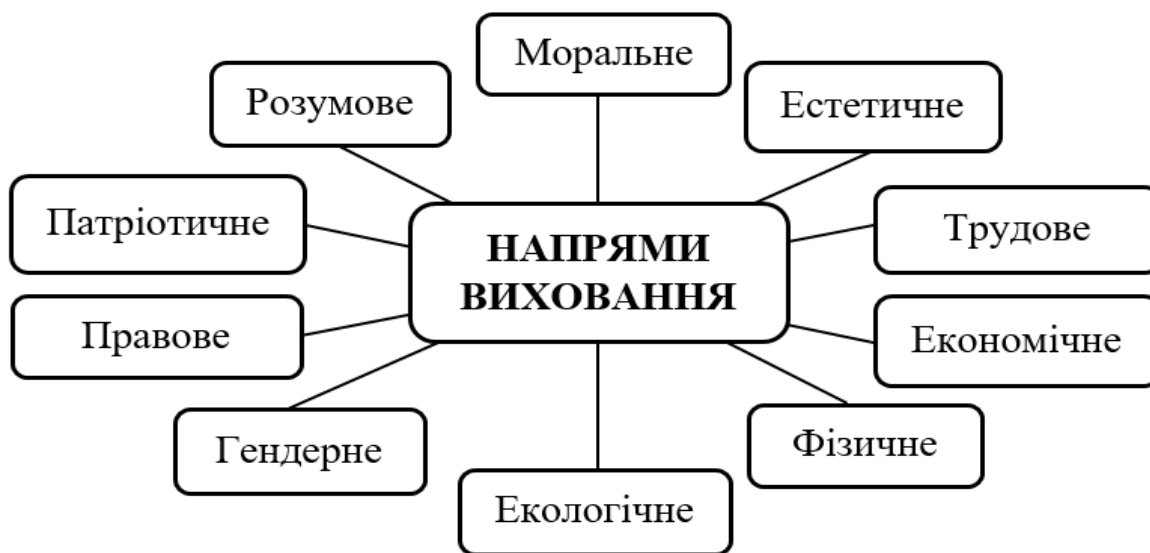 Моральне
Розумове
Естетичне
Патріотичне
НАПРЯМИ
ВИХОВАННЯ
Трудове
Правове
Економічне
Гендерне
Фізичне
Екологічне